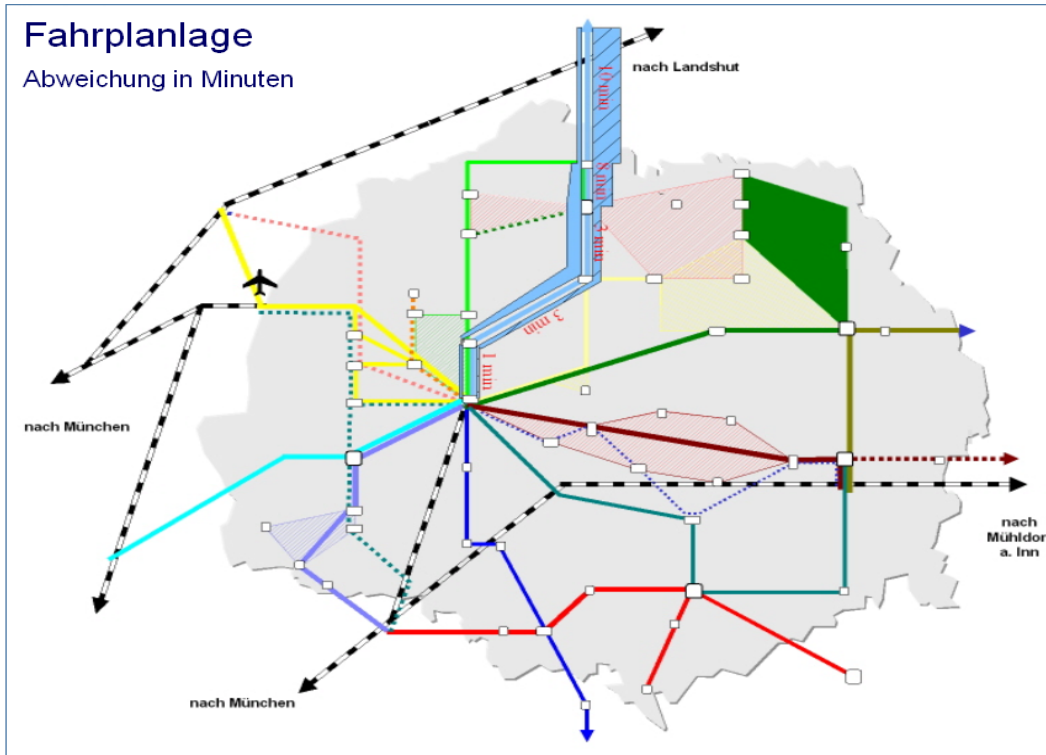 Fahrplanlage
Abweichung in Minuten
nach Landshut
10 min
8 min
3 min
3 min
1 min
nach München
nach
Mühldorf
a. Inn
nach München